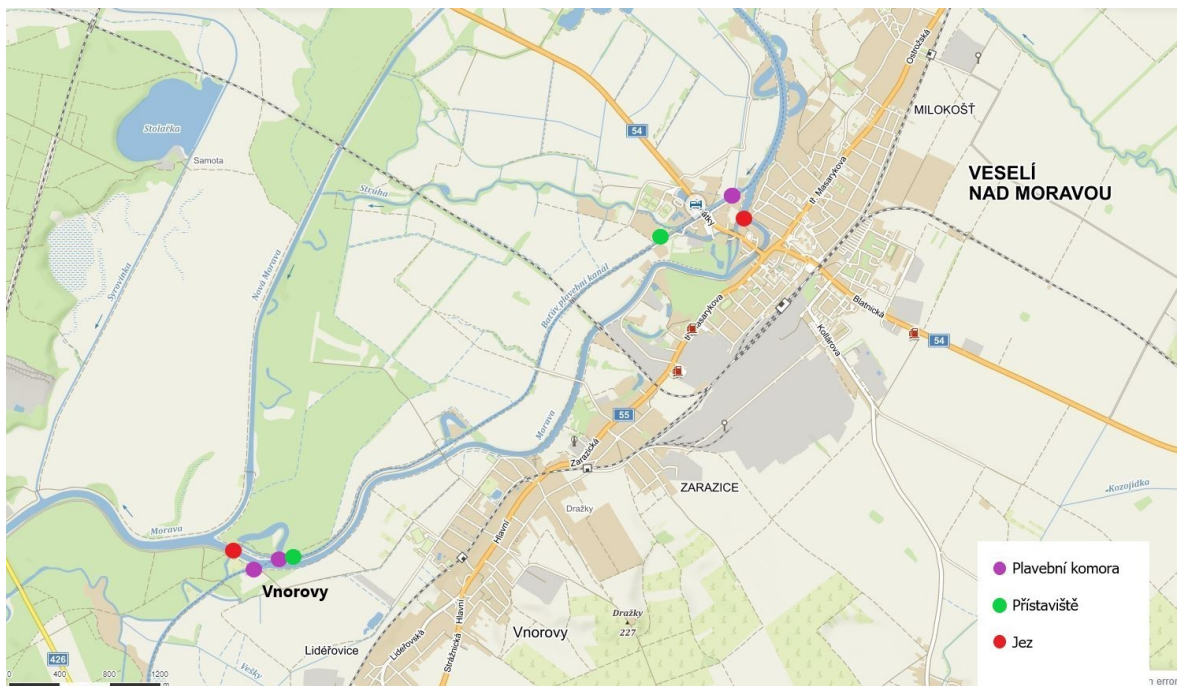 Ostrožská
MILOKOŠŤ
54
Stolařka
Samota
VESELÍ
NAD MORAVOU
Struha
tř. Masarykova
Syrovinka
Nová Morava
Baťův plavební kanál
tř. Masarykova
Blatnická
54
Kollárova
Morava
55
Zarazická
ZARAZICE
Kozojídka
Dražky
Hlavní
Morava
Vnorovy
Plavební komora
Přístaviště
Jez
Dražky
227
Vnorovy
Hlavní
Strážnická
Lideřovská
Lidéřovice
426
Vešky
0 400 800 1200
m